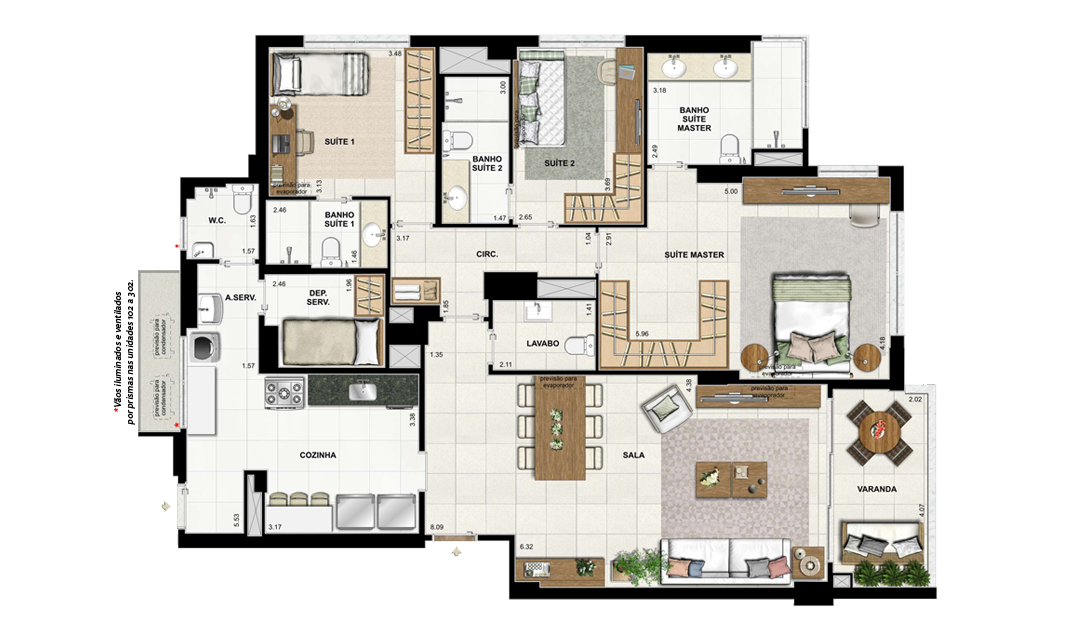 3.48
SUÍTE 1
previsão para
evaporador
3.13
3.00
BANHO
SUÍTE 2
1.47
SUÍTE 2
3.69
2.65
3.18
BANHO
SUÍTE
MASTER
2.49
5.00
W.C.
1.63
1.57
2.46
BANHO
SUÍTE 1
1.46
3.17
CIRC.
1.04
2.91
SUÍTE MASTER
5.96
4.18
previsão para
evaporador
A.SERV.
1.57
2.46
DEP.
SERV.
1.96
1.85
1.35
LAVABO
1.41
2.11
*Vãos iluminados e ventilados
por prismas nas unidades 102 a 302.
previsão para
condensador
previsão para
condensador
*
*
COZINHA
3.38
5.53
3.17
8.09
previsão para
evaporador
4.38
previsão para
evaporador
SALA
6.32
2.02
VARANDA
4.07